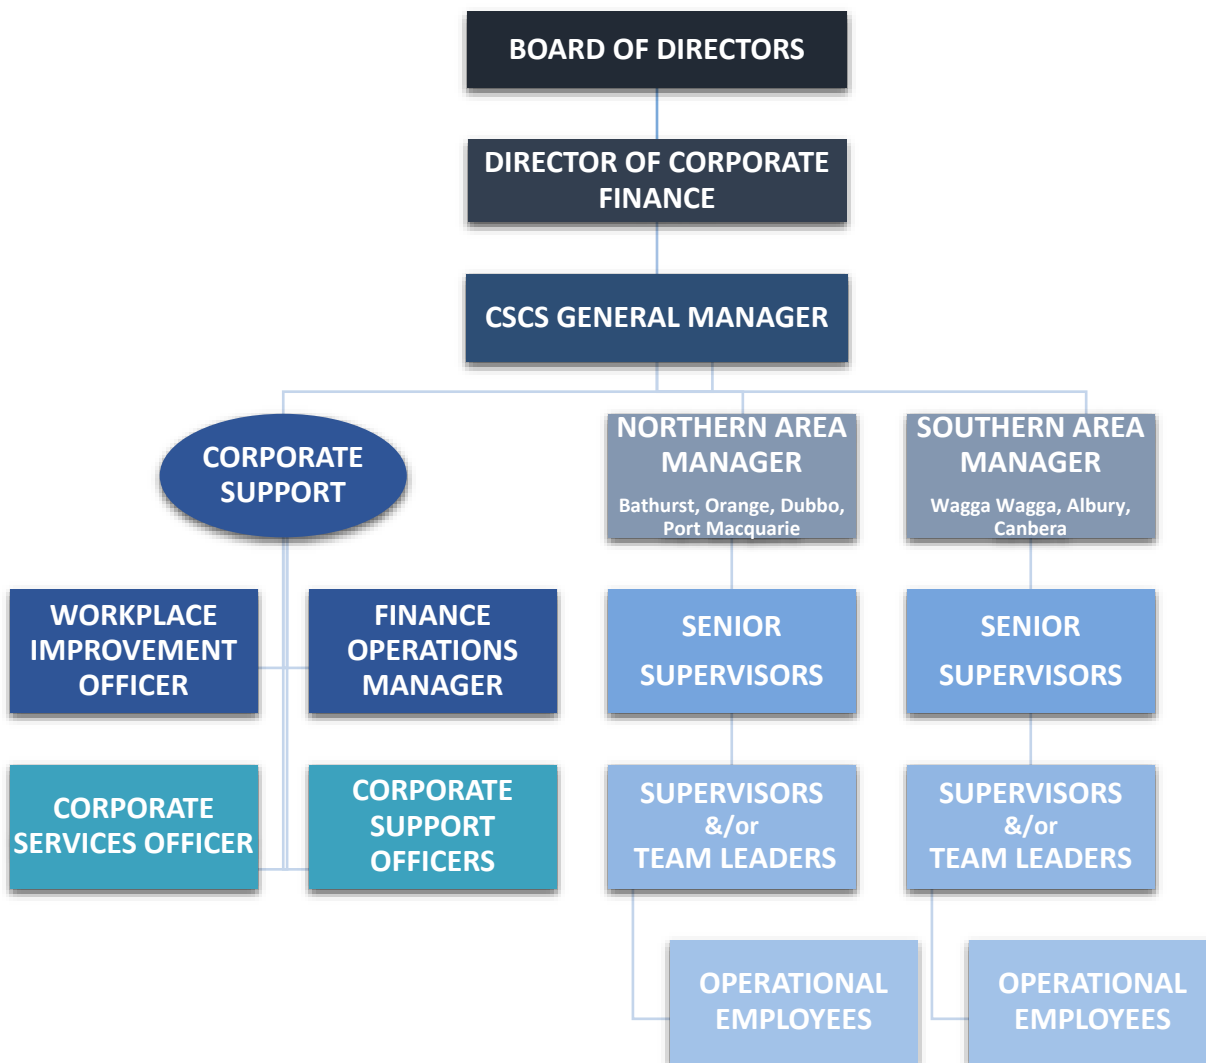 BOARD OF DIRECTORS
DIRECTOR OF CORPORATE
FINANCE
CSCS GENERAL MANAGER
CORPORATE
SUPPORT
NORTHERN AREA
MANAGER
Bathurst, Orange, Dubbo,
Port Macquarie
SOUTHERN AREA
MANAGER
Wagga Wagga, Albury,
Canbera
WORKPLACE
IMPROVEMENT
OFFICER
FINANCE
OPERATIONS
MANAGER
SENIOR
SUPERVISORS
SENIOR
SUPERVISORS
CORPORATE
SERVICES OFFICER
CORPORATE
SUPPORT
OFFICERS
SUPERVISORS
&/or
TEAM LEADERS
SUPERVISORS
&/or
TEAM LEADERS
OPERATIONAL
EMPLOYEES
OPERATIONAL
EMPLOYEES